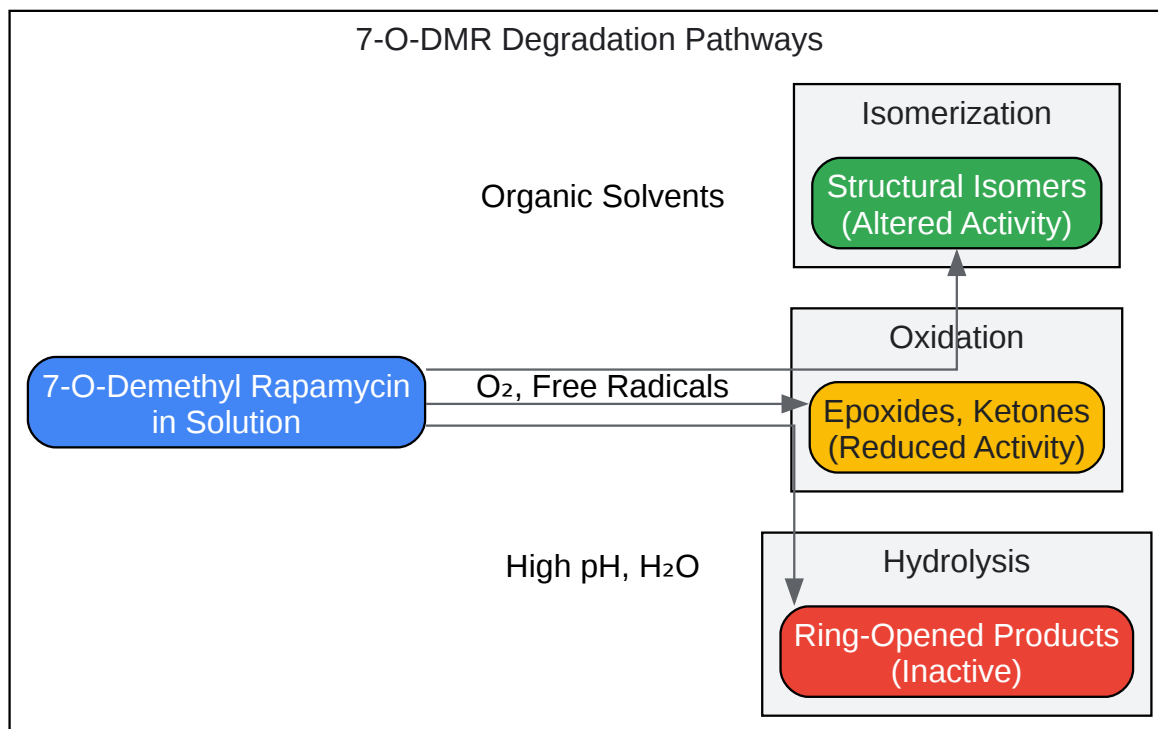 7-O-DMR Degradation Pathways
Isomerization
Organic Solvents
Structural Isomers
(Altered Activity)
Oxidation
7-O-Demethyl Rapamycin
in Solution
O₂, Free Radicals
Epoxides, Ketones
(Reduced Activity)
High pH, H₂O
Hydrolysis
Ring-Opened Products
(Inactive)